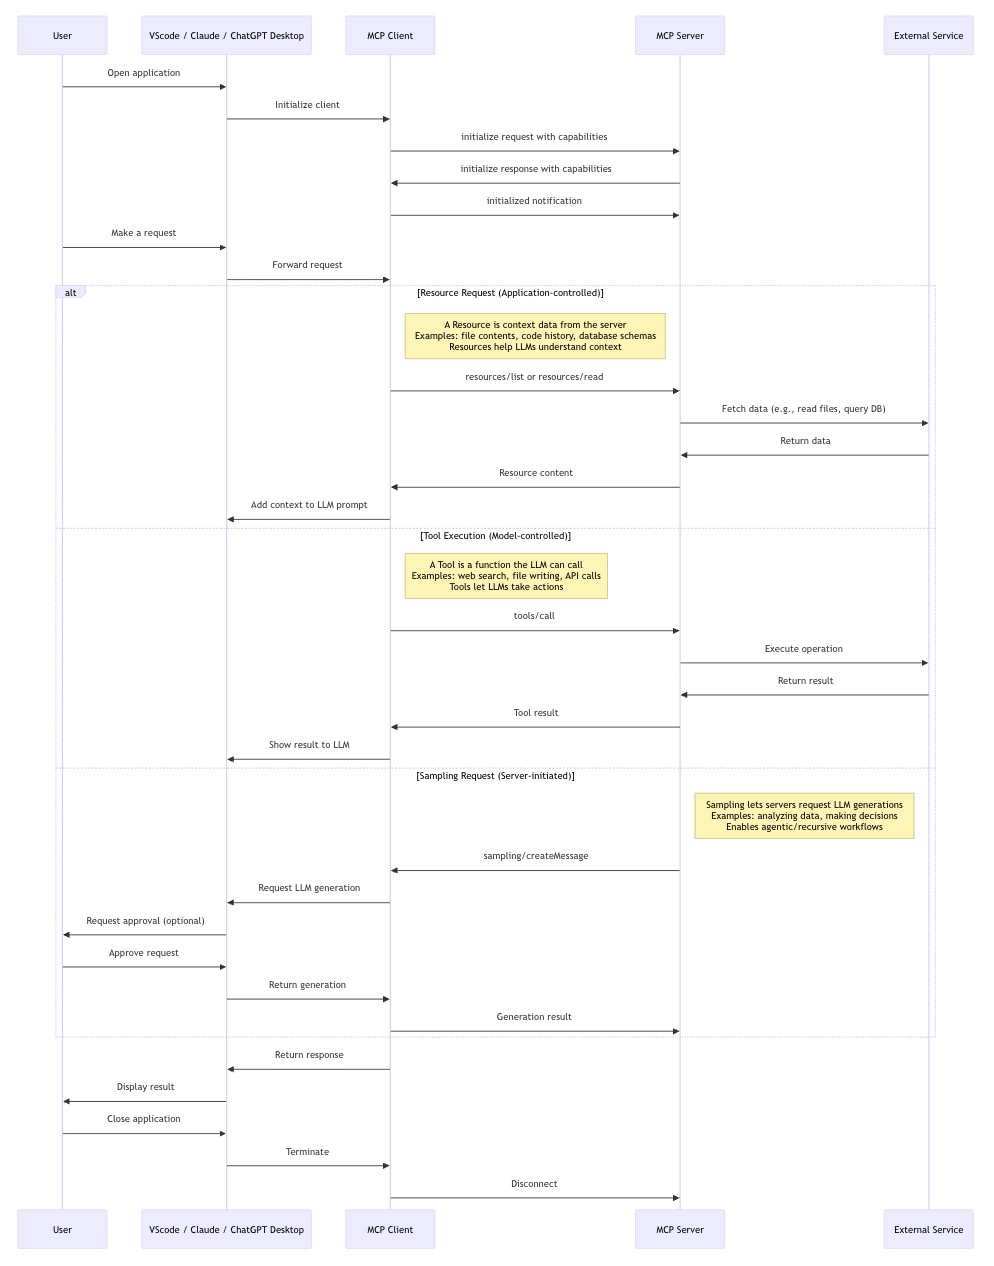 User
VScode / Claude / ChatGPT Desktop
MCP Client
MCP Server
External Service
Open application
Initialize client
initialize request with capabilities
initialize response with capabilities
initialized notification
Make a request
Forward request
alt
[Resource Request (Application-controlled)]
A Resource is context data from the server
Examples: file contents, code history, database schemas
Resources help LLMs understand context
resources/list or resources/read
Fetch data (e.g., read files, query DB)
Return data
Resource content
Add context to LLM prompt
[Tool Execution (Model-controlled)]
A Tool is a function the LLM can call
Examples: web search, file writing, API calls
Tools let LLMs take actions
tools/call
Execute operation
Return result
Tool result
Show result to LLM
[Sampling Request (Server-initiated)]
Sampling lets servers request LLM generations
Examples: analyzing data, making decisions
Enables agentic/recursive workflows
sampling/createMessage
Request LLM generation
Request approval (optional)
Approve request
Return generation
Generation result
Return response
Display result
Close application
Terminate
Disconnect
User
VScode / Claude / ChatGPT Desktop
MCP Client
MCP Server
External Service